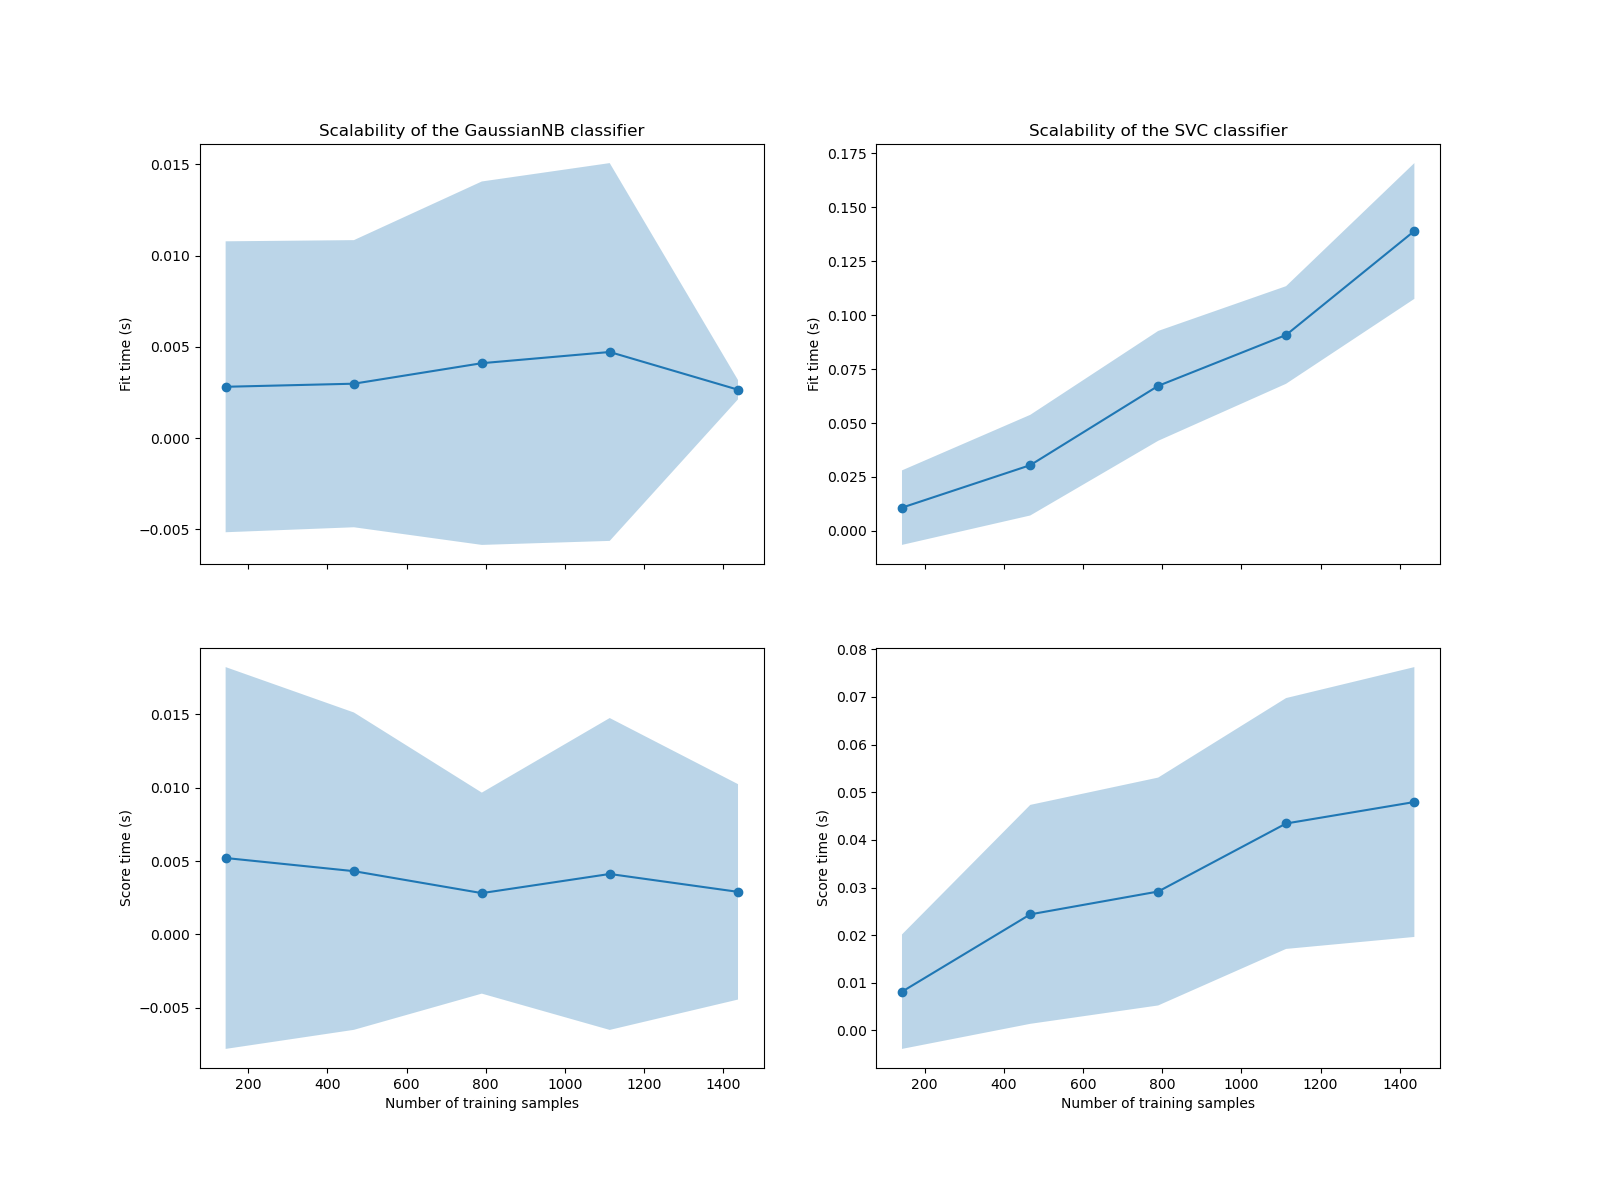 Scalability of the GaussianNB classifier
0.015
0.010
0.005
0.000
−0.005
Fit time (s)
Scalability of the SVC classifier
0.175
0.150
0.125
0.100
0.075
0.050
0.025
0.000
Fit time (s)
0.015
0.010
0.005
0.000
−0.005
Score time (s)
200 400 600 800 1000 1200 1400
Number of training samples
0.08
0.07
0.06
0.05
0.04
0.03
0.02
0.01
0.00
Score time (s)
200 400 600 800 1000 1200 1400
Number of training samples